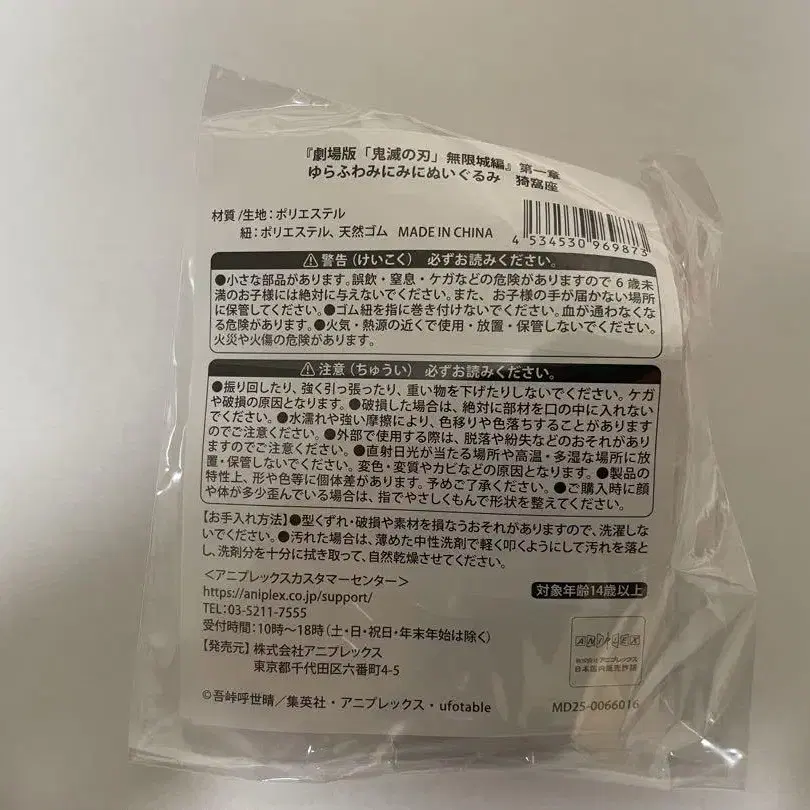 『劇場版「鬼滅の刃」無限城編』第一章
ゆらふわみにみにぬいぐるみ 猗窩座
材質/生地:ポリエステル
紐:ポリエステル、天然ゴム MADE IN CHINA
4 534530 969873
⚠警告(けいこく) 必ずお読みください。
●小さな部品があります。誤飲・窒息・ケガなどの危険がありますので6歳未
満のお子様には絶対に与えないでください。また、お子様の手が届かない場所
に保管してください。●ゴム紐を指に巻き付けないでください。血が通わなくな
る危険があります。●火気・熱源の近くで使用・放置・保管しないでください。
火災や火傷の危険があります。
⚠注意(ちゅうい) 必ずお読みください。
●振り回したり、強く引っ張ったり、重い物を下げたりしないでください。ケガ
や破損の原因となります。●破損した場合は、絶対に部材を口の中に入れない
でください。●水濡れや強い摩擦により、色移りや色落ちすることがあります
のでご注意ください。●外部で使用する際は、脱落や紛失などのおそれがあり
ますのでご注意ください。●直射日光が当たる場所や高温・多湿な場所に放
置・保管しないでください。変色・変質やカビなどの原因となります。●製品の
特性上、形や色等に個体差があります。予めご了承ください。●ご購入時に顔
や体が多少歪んでいる場合は、指でやさしくもんで形状を整えてください。
【お手入れ方法】●型くずれ・破損や素材を損なうおそれがありますので、洗濯しな
いでください。●汚れた場合は、薄めた中性洗剤で軽く叩くようにして汚れを落と
し、洗剤分を十分に拭き取って、自然乾燥させてください。
<アニプレックスカスタマーセンター>
https://aniplex.co.jp/support/
TEL:03-5211-7555
対象年齢14歳以上
受付時間:10時〜18時(土・日・祝日・年末年始は除く)
【発売元】株式会社アニプレックス
東京都千代田区六番町4-5
ANIPLEX
株式会社アニプレックス
日本国内販売許諾
©吾峠呼世晴/集英社・アニプレックス・ufotable
MD25-0066016